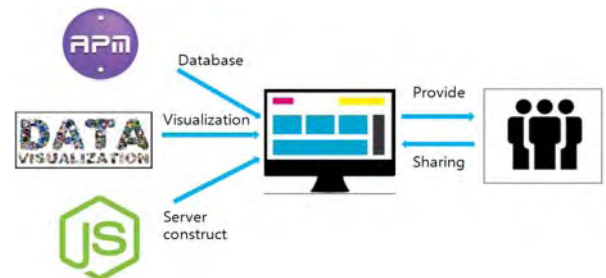 APM
Database
DATA
VISUALIZATION
Visualization
JS
Server
construct
Provide
Sharing